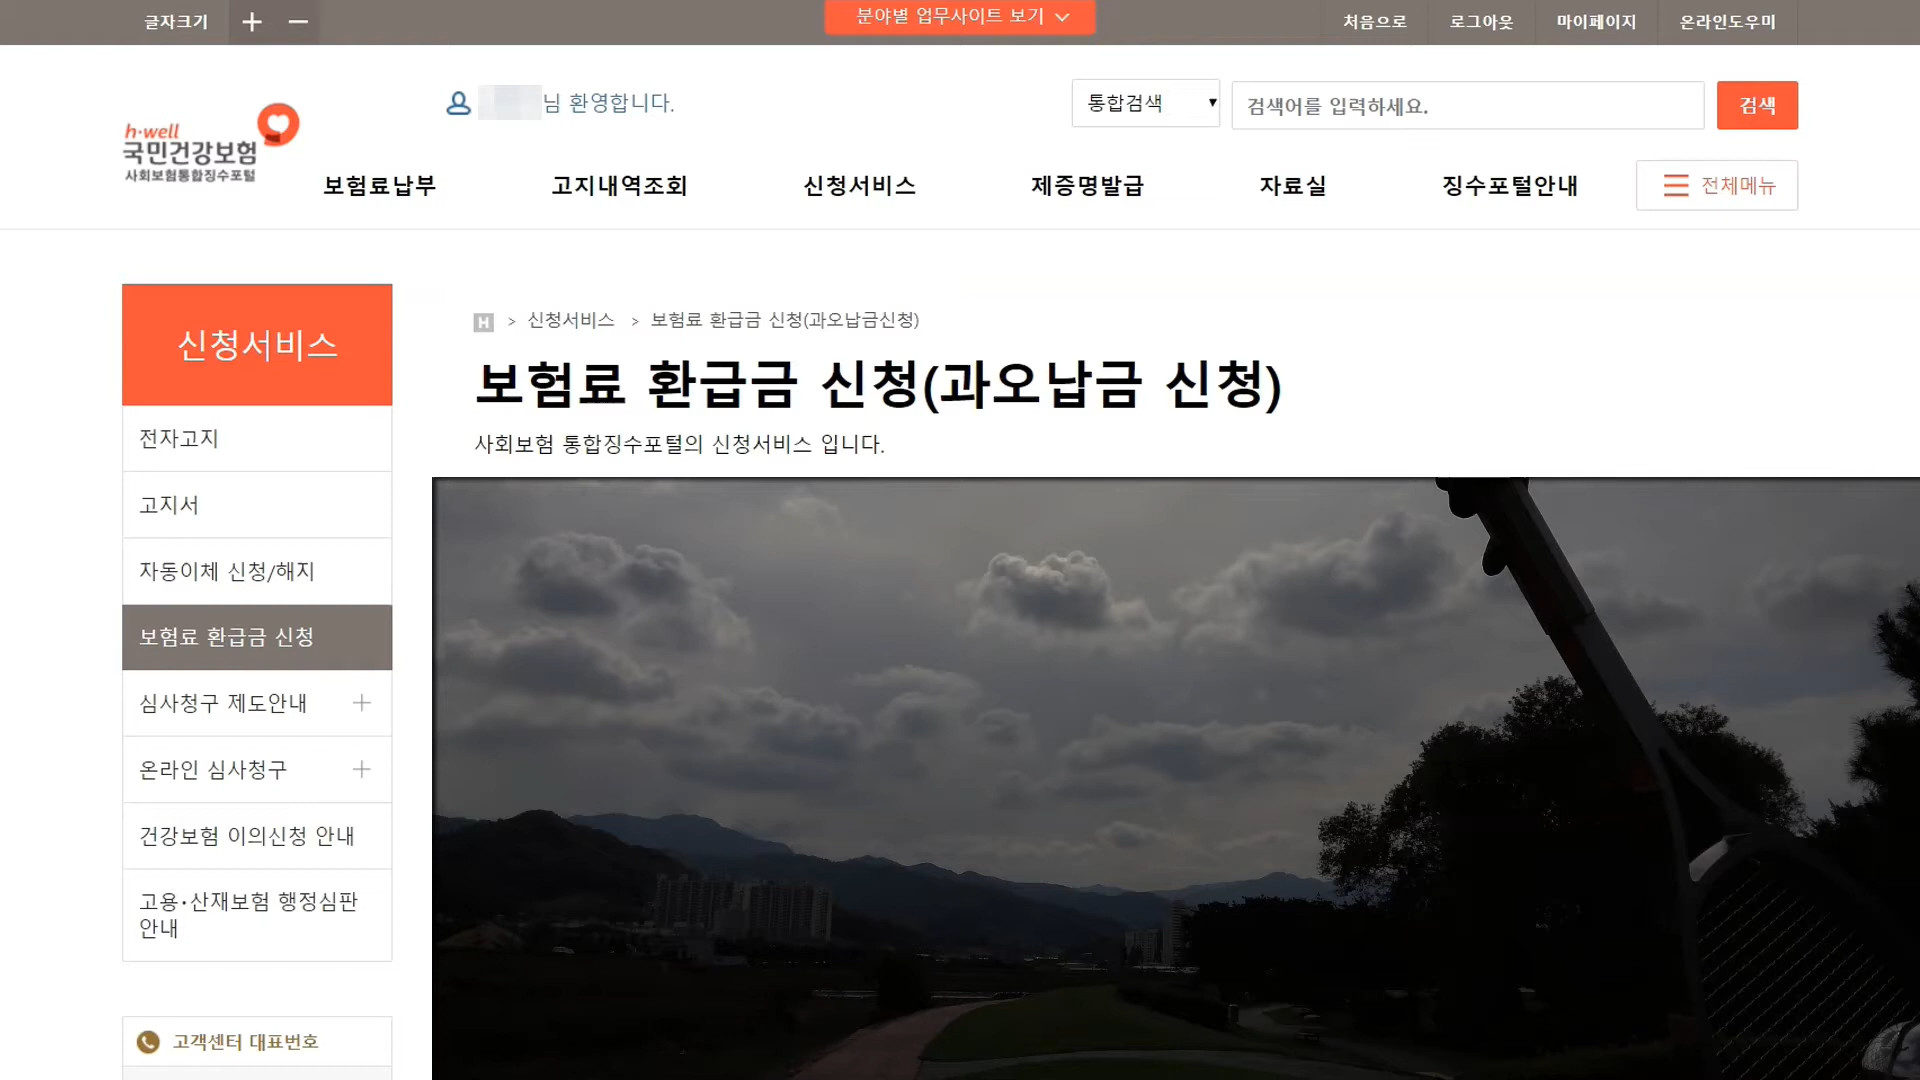 글자크기
분야별 업무사이트 보기
처음으로
로그아웃
마이페이지
온라인도우미
h·well
국민건강보험
사회보험통합징수포털
님 환영합니다.
통합검색
검색어를 입력하세요.
검색
보험료납부
고지내역조회
신청서비스
제증명발급
자료실
징수포털안내
전체메뉴
신청서비스
전자고지
고지서
자동이체 신청/해지
보험료 환급금 신청
심사청구 제도안내
온라인 심사청구
건강보험 이의신청 안내
고용·산재보험 행정심판
안내
고객센터 대표번호
H > 신청서비스 > 보험료 환급금 신청(과오납금신청)
보험료 환급금 신청(과오납금 신청)
사회보험 통합징수포털의 신청서비스 입니다.